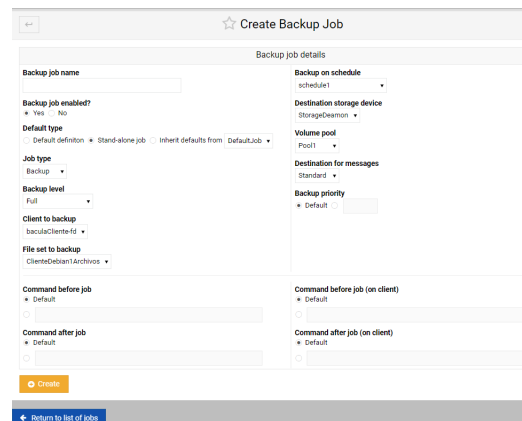 Create Backup Job
Backup job details
Backup job name
Backup job enabled?
Yes No
Default type
Default definiton Stand-alone job Inherit defaults from DefaultJob
Job type
Backup
Backup level
Full
Client to backup
baculaCliente-fd
File set to backup
ClienteDebian1Archivos
Backup on schedule
schedule1
Destination storage device
StorageDeamon
Volume pool
Pool1
Destination for messages
Standard
Backup priority
Default
Command before job
Default
Command before job (on client)
Default
Command after job
Default
Command after job (on client)
Default
Create
Return to list of jobs